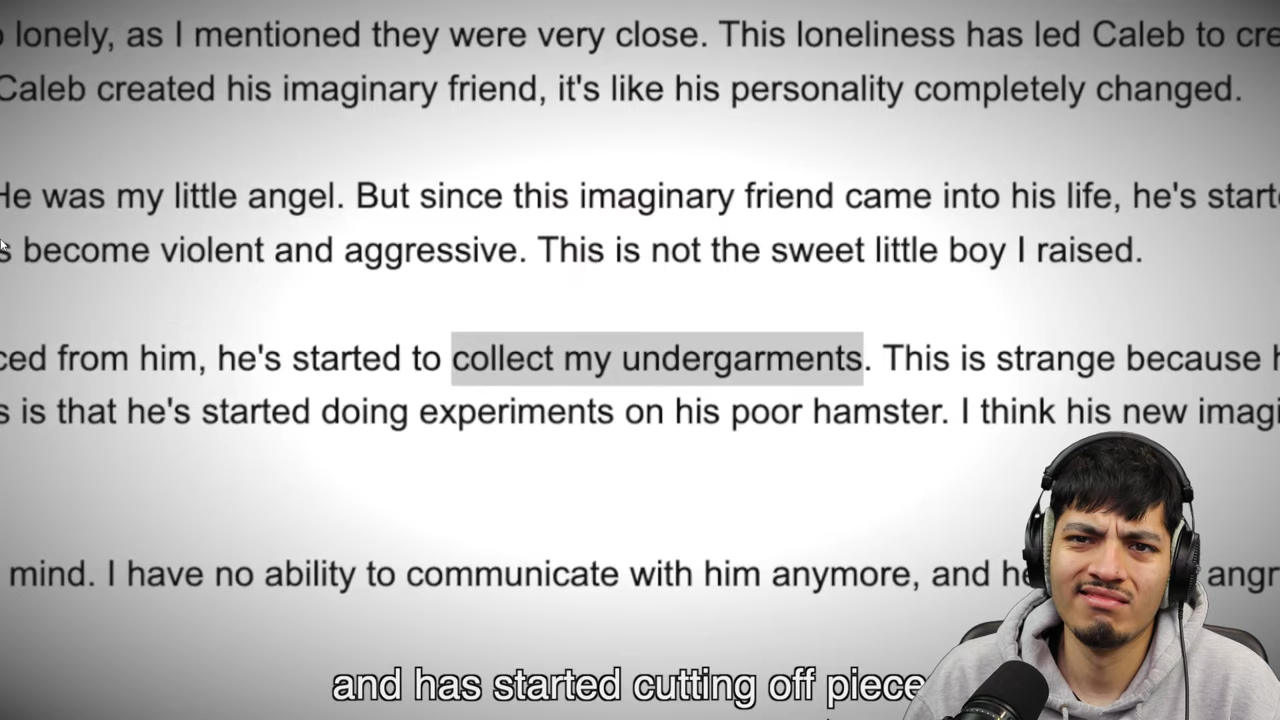 lonely, as I mentioned they were very close. This loneliness has led Caleb to cre
Caleb created his imaginary friend, it's like his personality completely changed.
He was my little angel. But since this imaginary friend came into his life, he's starte
s become violent and aggressive. This is not the sweet little boy I raised.
ced from him, he's started to collect my undergarments. This is strange because h
s is that he's started doing experiments on his poor hamster. I think his new imagi
mind. I have no ability to communicate with him anymore, and he angr
and has started cutting off piece